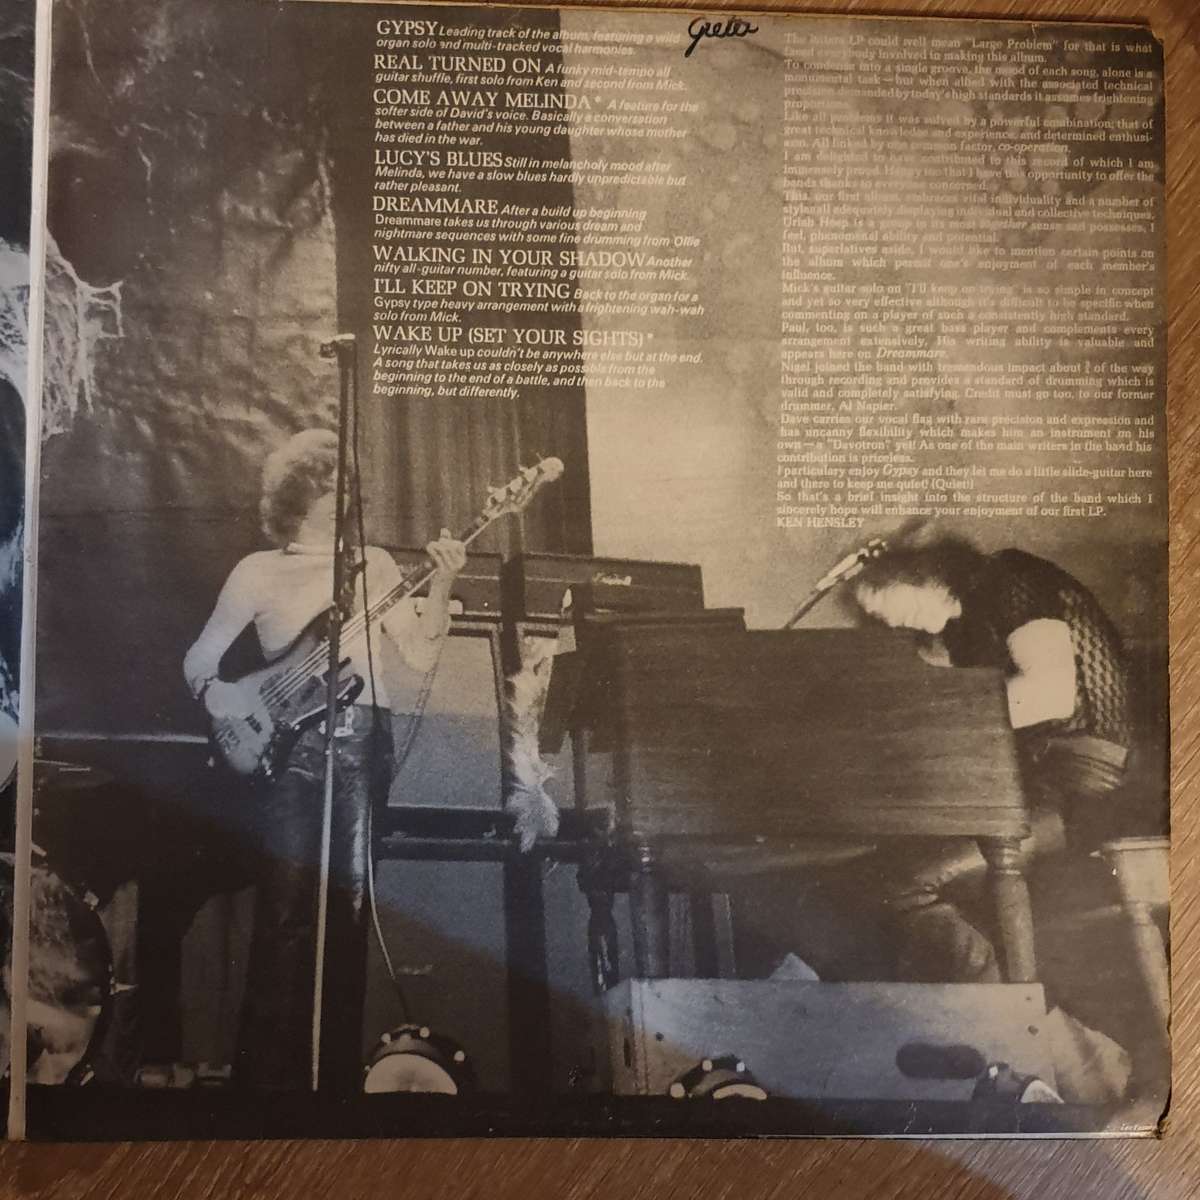 GYPSY Leading track of the album, featuring a wild
organ solo and multi-tracked vocal harmonies.
REAL TURNED ON A funky mid-tempo all
guitar shuffle, first solo from Ken and second from Mick.
COME AWAY MELINDA* A feature for the
softer side of David's voice. Basically a conversation
between a father and his young daughter whose mother
has died in the war.
LUCY'S BLUES Still in melancholy mood after
Melinda, we have a slow blues hardly unpredictable but
rather pleasant.
DREAMMARE After a build up beginning
Dreammare takes us through various dream and
nightmare sequences with some fine drumming from 'Ollie
WALKING IN YOUR SHADOW Another
nifty all-guitar number, featuring a guitar solo from Mick.
I'LL KEEP ON TRYING Back to the organ for a
Gypsy type heavy arrangement with a frightening wah-wah
solo from Mick.
WAKE UP (SET YOUR SIGHTS)*
Lyrically Wake up couldn't be anywhere else but at the end.
A song that takes us as closely as possible from the
beginning to the end of a battle, and then back to the
beginning, but differently,
Greta
The letters LP could well mean "Large Problem" for that is what
faced everybody involved in making this album.
To condense into a single groove, the mood of each song, alone is a
monumental task—but when allied with the associated technical
precision demanded by today's high standards it assumes frightening
proportions.
Like all problems it was solved by a powerful combination; that of
great technical knowledge and experience, and determined enthusi-
asm. All linked by one common factor, co-operation.
I am delighted to have contributed to this record of which I am
immensely proud. Happy too that I have this opportunity to offer the
bands thanks to everyone concerned.
This, our first album, embraces vital individuality and a number of
styles all adequately displaying individual and collective techniques.
Uriah Heep is a group in its most together sense and possesses, I
feel, phenomenal ability and potential.
But, superlatives aside, I would like to mention certain points on
the album which permit one's enjoyment of each member's
influence.
Mick's guitar solo on "I'll keep on trying" is so simple in concept
and yet so very effective although it's difficult to be specific when
commenting on a player of such a consistently high standard.
Paul, too, is such a great bass player and complements every
arrangement extensively. His writing ability is valuable and
appears here on Dreammare.
Nigel joined the band with tremendous impact about ¾ of the way
through recording and provides a standard of drumming which is
valid and completely satisfying. Credit must go too, to our former
drummer, Al Napier.
Dave carries our vocal flag with rare precision and expression and
has uncanny flexibility which makes him an instrument on his
own—a "Davotron" yell! As one of the main writers in the band his
contribution is priceless.
I particulary enjoy Gypsy and they let me do a little slide-guitar here
and there to keep me quiet! (Quiet!)
So that's a brief insight into the structure of the band which I
sincerely hope will enhance your enjoyment of our first LP.
KEN HENSLEY